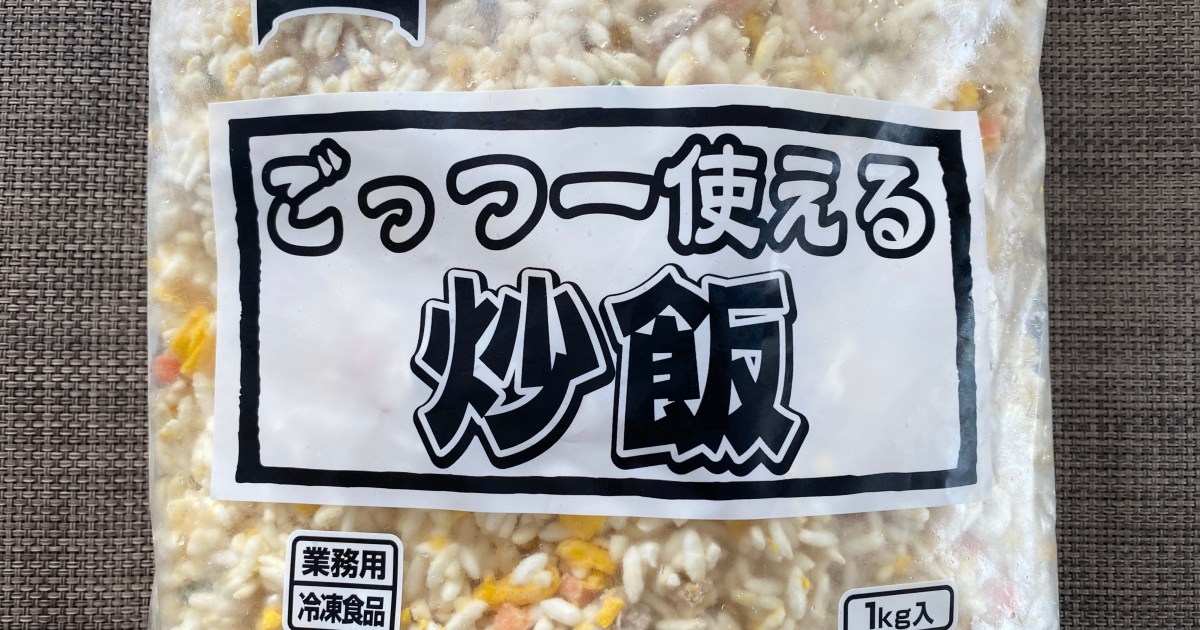 ごっつー使える
炒飯
業務用
冷凍食品
1kg入